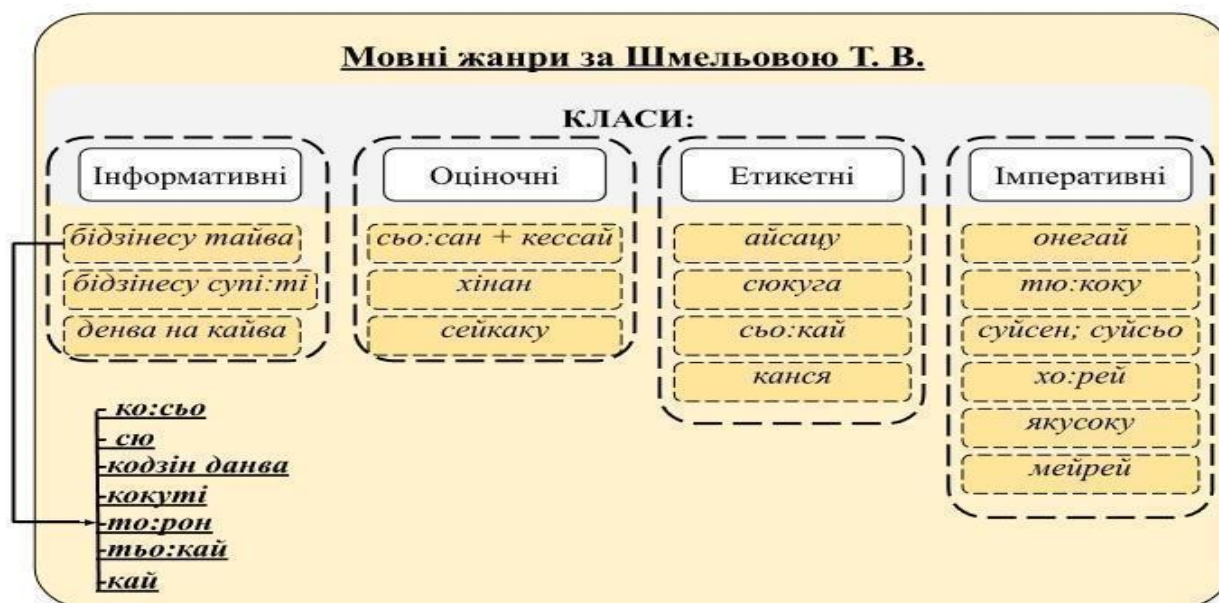 Мовні жанри за Шмельовою Т. В.
КЛАСИ:
Інформативні
бідзінесу тайва
бідзінесу супі:ті
денва на кайва
Оціночні
сьо:сан + кессай
хінан
сейкаку
Етикетні
айсацу
сюкуга
сьо:кай
кансся
Імперативні
онегай
тю:коку
суйсен; суйсьо
хо:рей
якусоку
мейрей
- ко:сьо
- сю
-кодзін данва
-кокуті
-то:рон
-тьо:кай
-кай